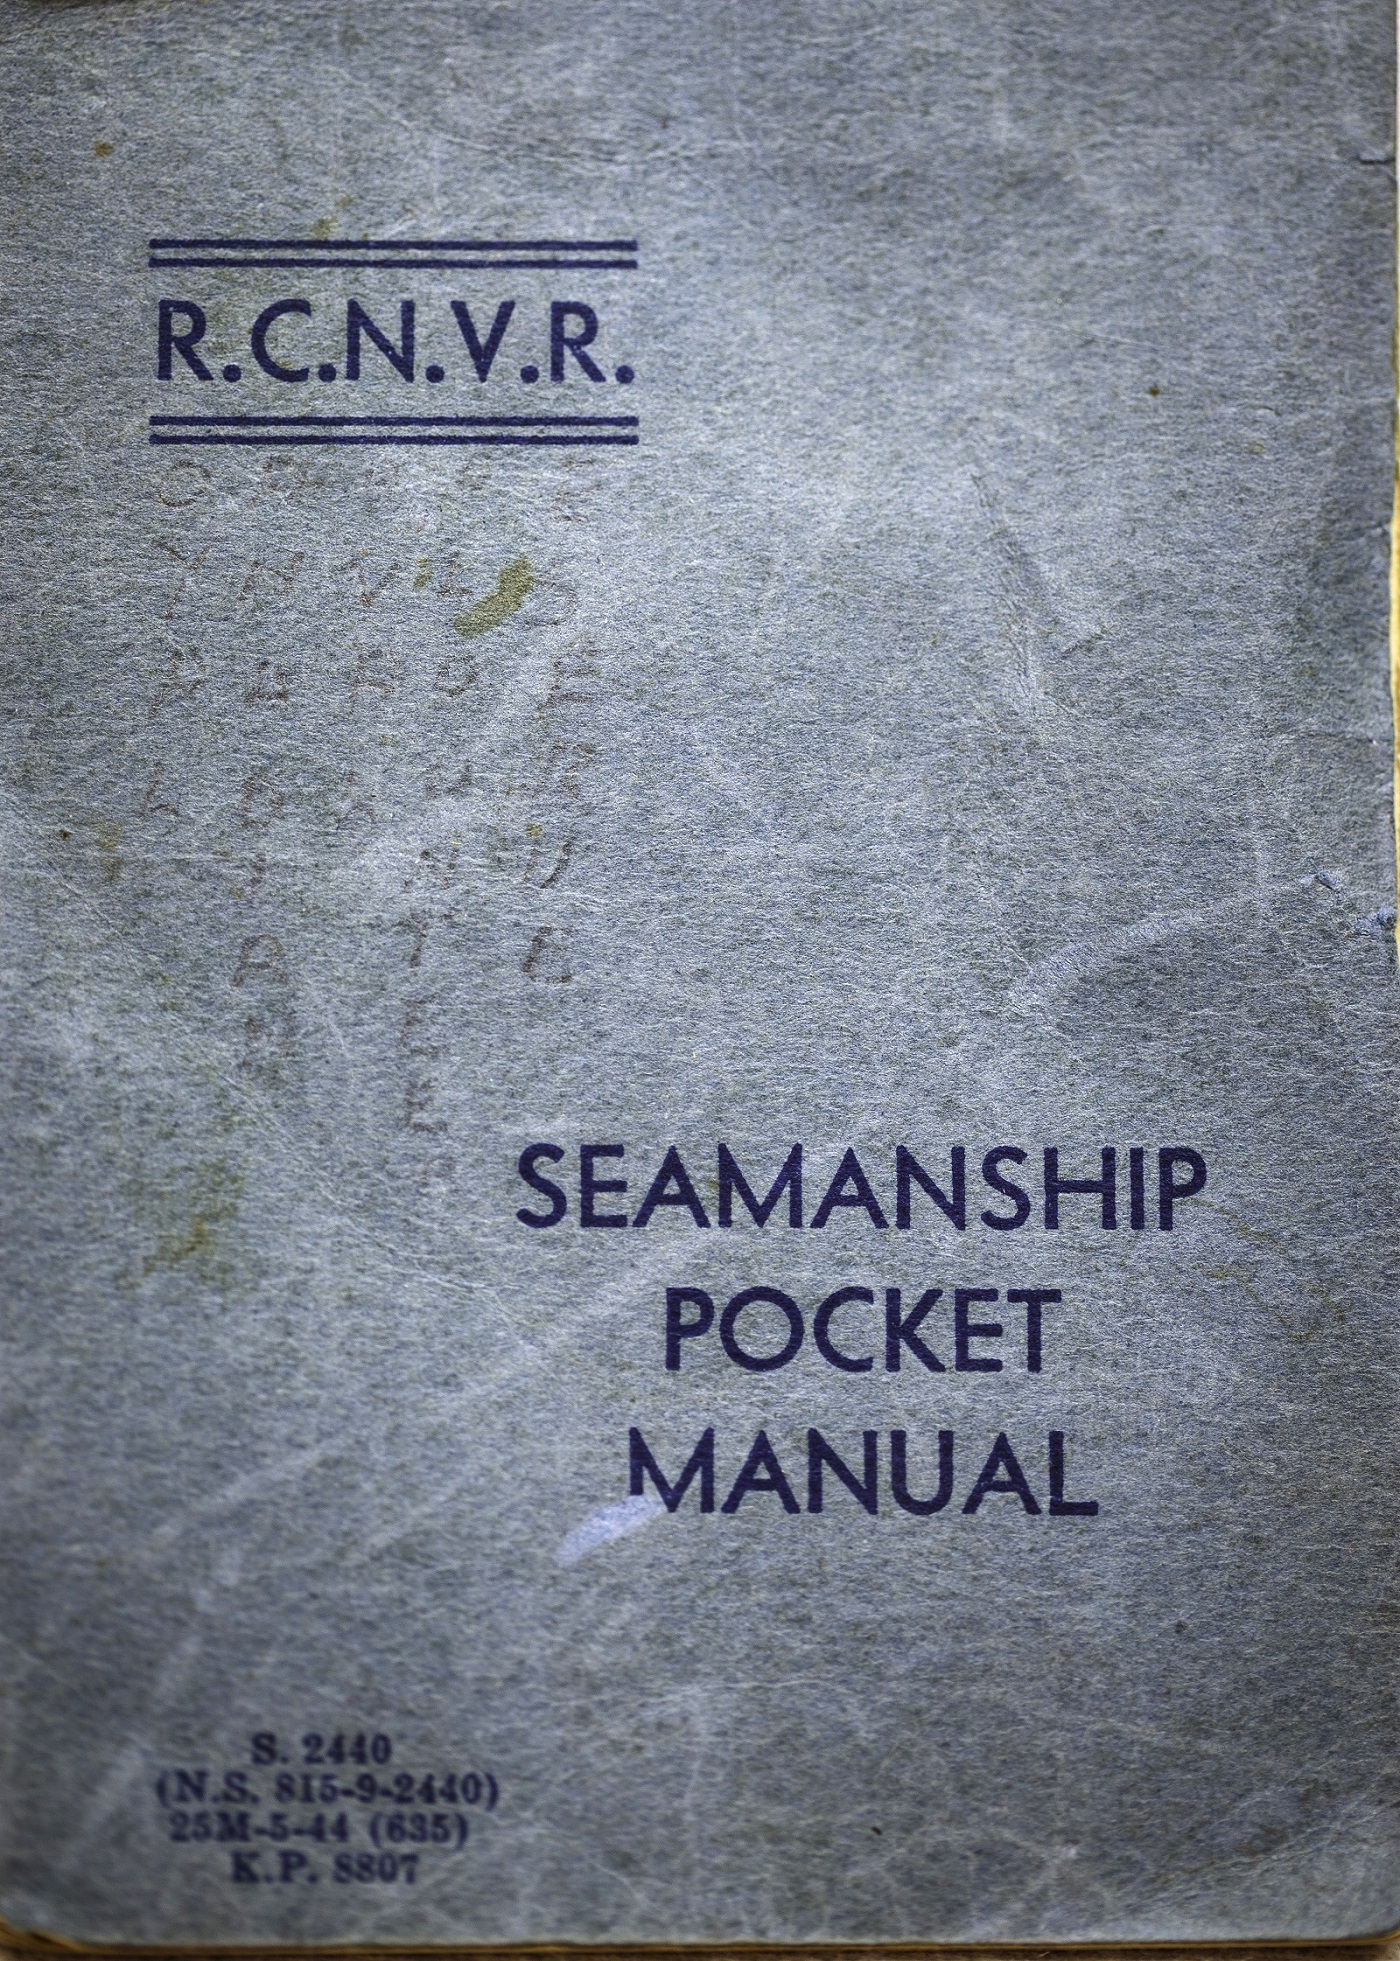 R.C.N.V.R.
SEAMANSHIP
POCKET
MANUAL
S. 2440
(N.S. 815-9-2440)
25M-5-44 (635)
K.P. 8807